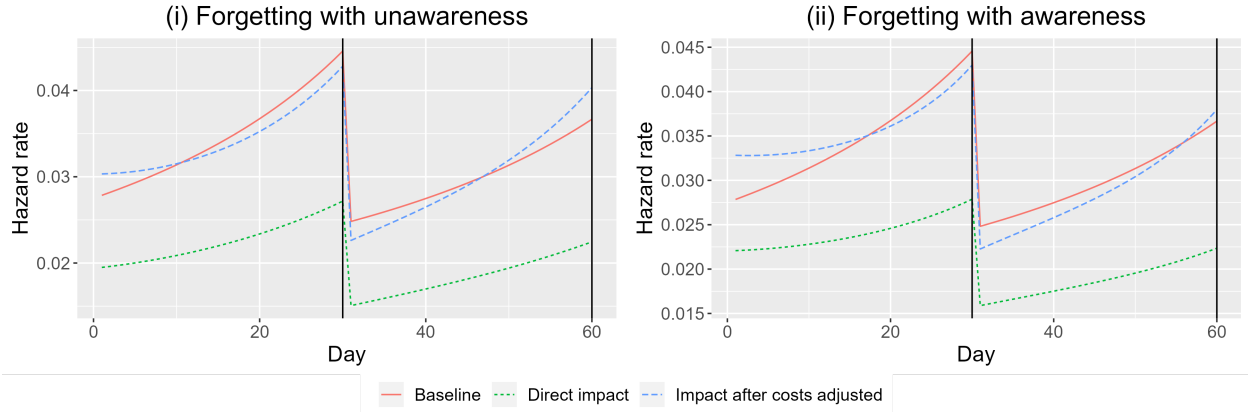 (i) Forgetting with unawareness
(ii) Forgetting with awareness
Hazard rate
0.04
0.03
0.02
0
20
40
60
Day
Hazard rate
0.045
0.040
0.035
0.030
0.025
0.020
0.015
0
20
40
60
Day
Baseline Direct impact Impact after costs adjusted